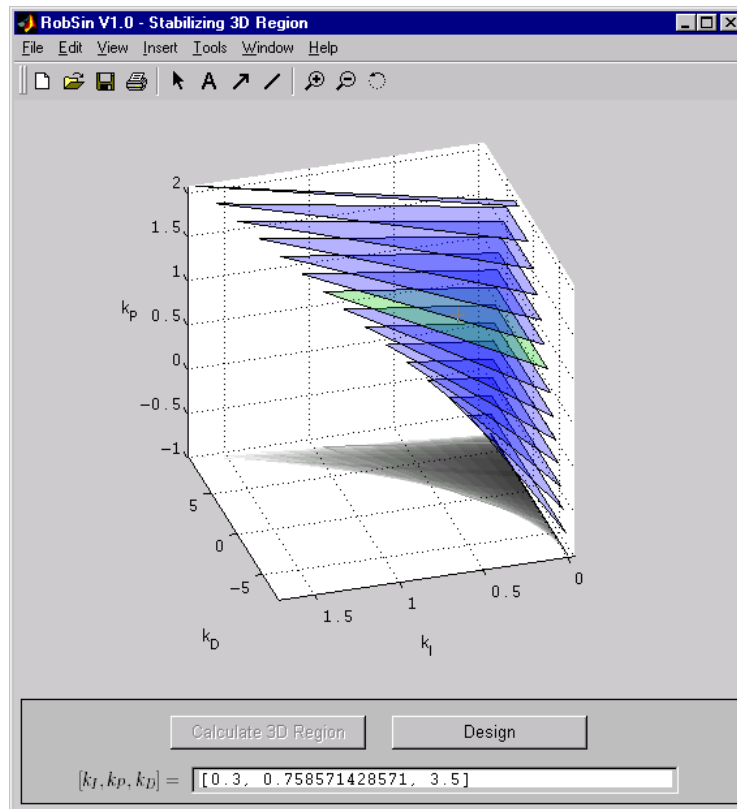 RobSin V1.0 - Stabilizing 3D Region
File Edit View Insert Tools Window Help
A
2
1.5
1
k_P
0.5
0
-0.5
-1
5
0
-5
k_D
1.5
1
0.5
0
k_I
Calculate 3D Region
Design
[k_I, k_P, k_D] = [0.3, 0.758571428571, 3.5]